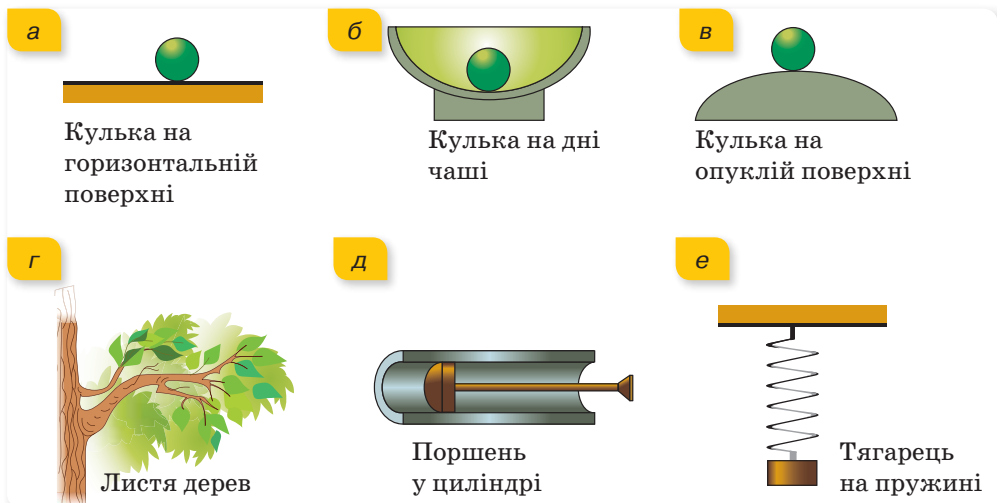 а
Кулька на
горизонтальній
поверхні
б
Кулька на дні
чаші
в
Кулька на
опуклій поверхні
г
Листя дерев
д
Поршень
у циліндрі
е
Тягарець
на пружині